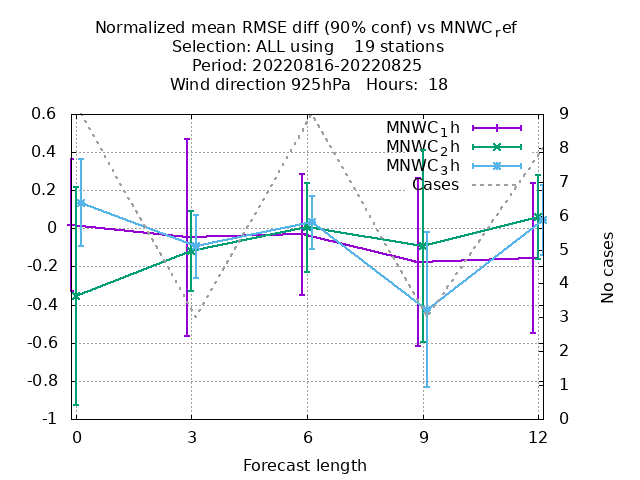 Normalized mean RMSE diff (90% conf) vs MNWC_ref
Selection: ALL using    19 stations
Period: 20220816-20220825
Wind direction 925hPa   Hours:  18
MNWC_1h
MNWC_2h
MNWC_3h
Cases
0.6
0.4
0.2
0
-0.2
-0.4
-0.6
-0.8
-1
9
8
7
6
5
4
3
2
1
0
No cases
0 3 6 9 12
Forecast length